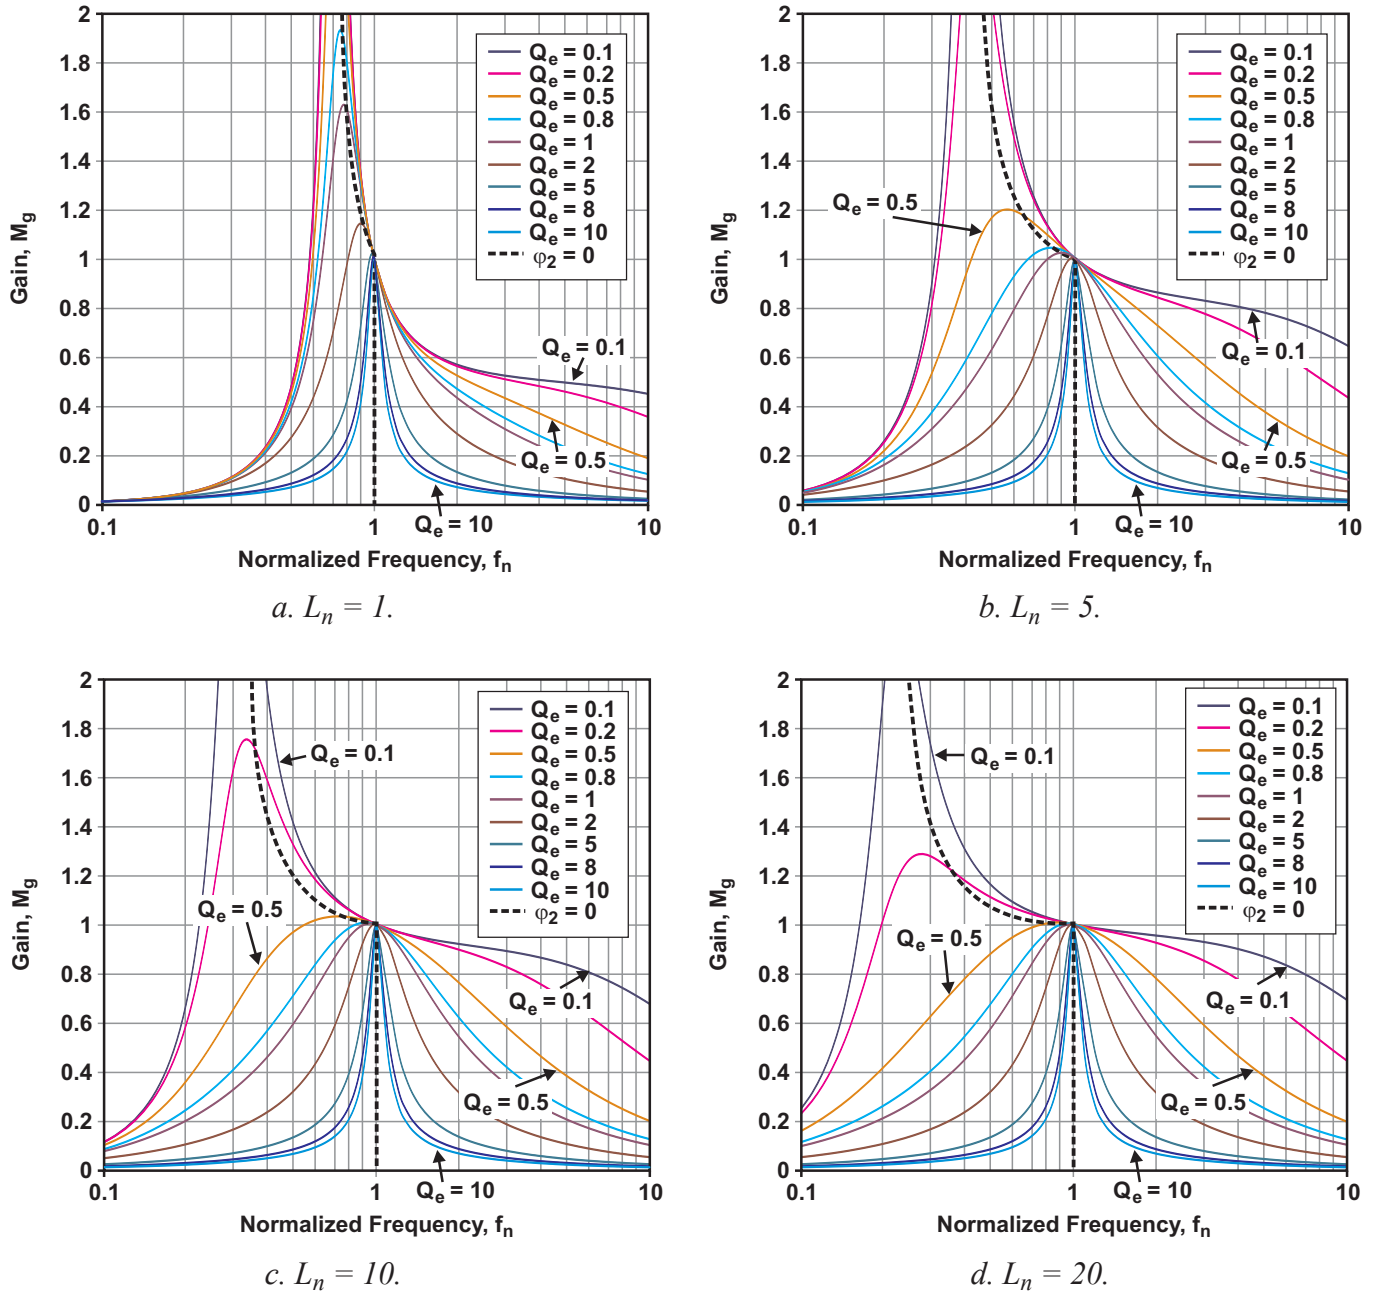 2
1.8
1.6
1.4
1.2
1
0.8
0.6
0.4
0.2
0
Gain, Mg
Qe = 0.1
Qe = 0.2
Qe = 0.5
Qe = 0.8
Qe = 1
Qe = 2
Qe = 5
Qe = 8
Qe = 10
φ2 = 0
Qe = 0.1
Qe = 0.5
Qe = 10
0.1 1 10
Normalized Frequency, fn
a. Ln = 1.
2
1.8
1.6
1.4
1.2
1
0.8
0.6
0.4
0.2
0
Gain, Mg
Qe = 0.1
Qe = 0.2
Qe = 0.5
Qe = 0.8
Qe = 1
Qe = 2
Qe = 5
Qe = 8
Qe = 10
φ2 = 0
Qe = 0.5
Qe = 0.1
Qe = 0.5
Qe = 10
0.1 1 10
Normalized Frequency, fn
b. Ln = 5.
2
1.8
1.6
1.4
1.2
1
0.8
0.6
0.4
0.2
0
Gain, Mg
Qe = 0.1
Qe = 0.2
Qe = 0.5
Qe = 0.8
Qe = 1
Qe = 2
Qe = 5
Qe = 8
Qe = 10
φ2 = 0
Qe = 0.1
Qe = 0.5
Qe = 0.1
Qe = 0.5
Qe = 10
0.1 1 10
Normalized Frequency, fn
c. Ln = 10.
2
1.8
1.6
1.4
1.2
1
0.8
0.6
0.4
0.2
0
Gain, Mg
Qe = 0.1
Qe = 0.2
Qe = 0.5
Qe = 0.8
Qe = 1
Qe = 2
Qe = 5
Qe = 8
Qe = 10
φ2 = 0
Qe = 0.1
Qe = 0.5
Qe = 0.1
Qe = 0.5
Qe = 10
0.1 1 10
Normalized Frequency, fn
d. Ln = 20.